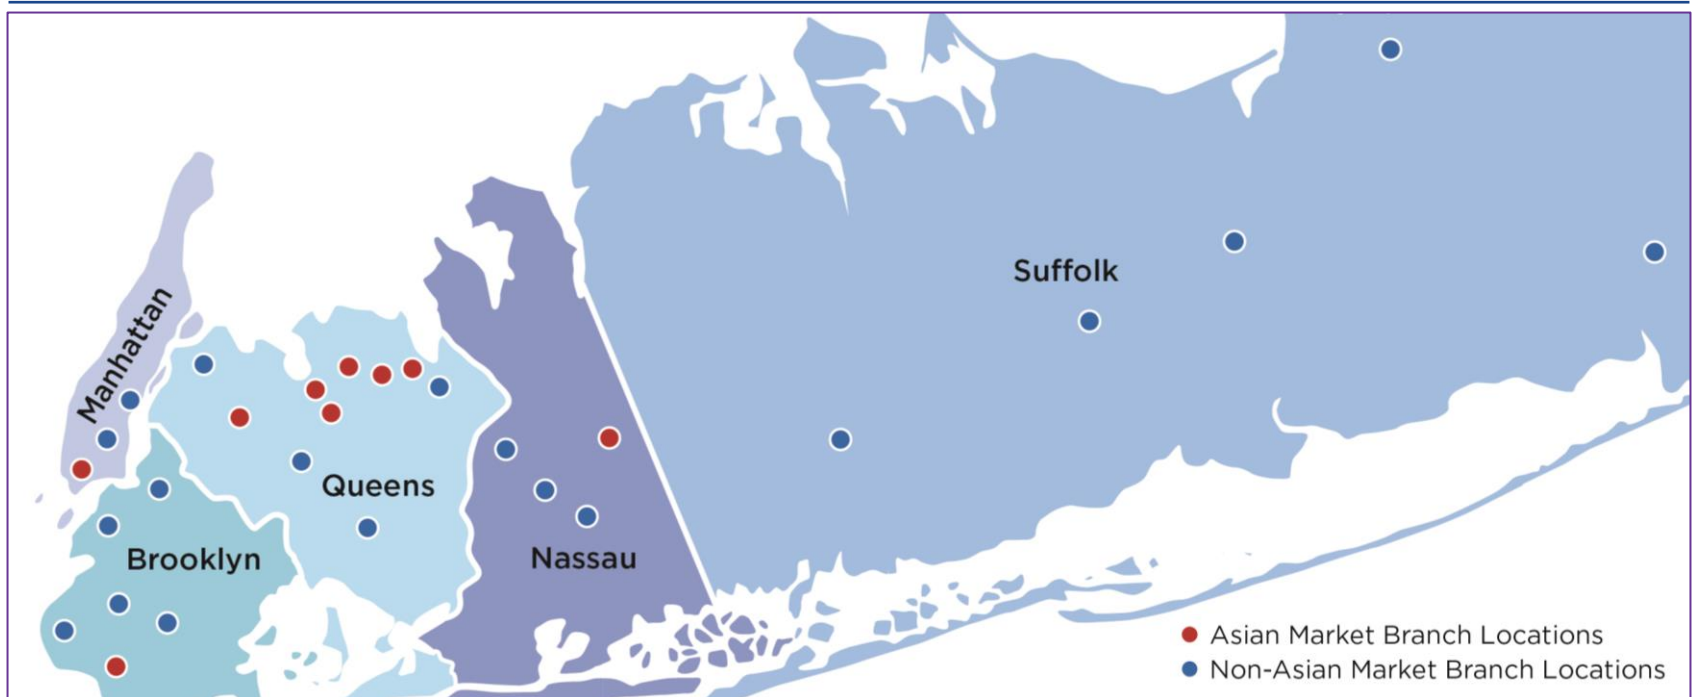 Suffolk
Manhattan
Queens
Brooklyn
Nassau
Asian Market Branch Locations
Non-Asian Market Branch Locations